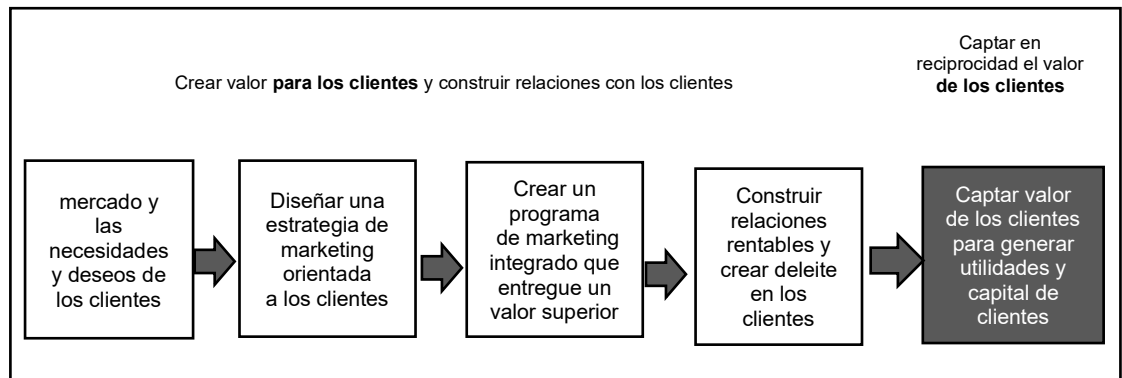 Crear valor para los clientes y construir relaciones con los clientes
Captar en
reciprocidad el valor
de los clientes
mercado y
las
necesidades
y deseos de
los clientes
Diseñar una
estrategia de
marketing
orientada
a los clientes
Crear un
programa
de marketing
integrado que
entregue un
valor superior
Construir
relaciones
rentables y
crear deleite
en los
clientes
Captar valor
de los clientes
para generar
utilidades y
capital de
clientes